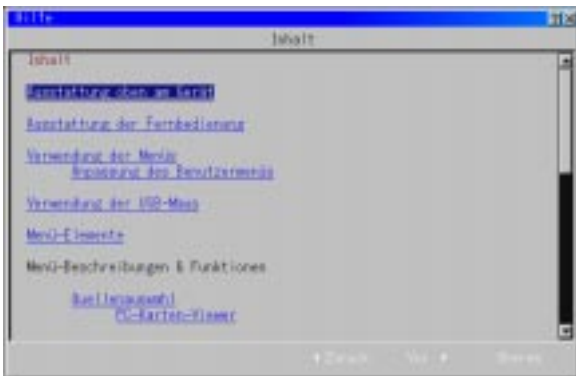 Hilfe
Inhalt
Inhalt
Ausstattung oben am Gerät
Ausstattung der Fernbedienung
Verwendung der Menüs
Anpassung des Benutzermenüs
Verwendung der USB-Maus
Menü-Elemente
Menü-Beschreibungen & Funktionen
Quellenauswahl
PC-Karten-Viewer
Zurück Vor